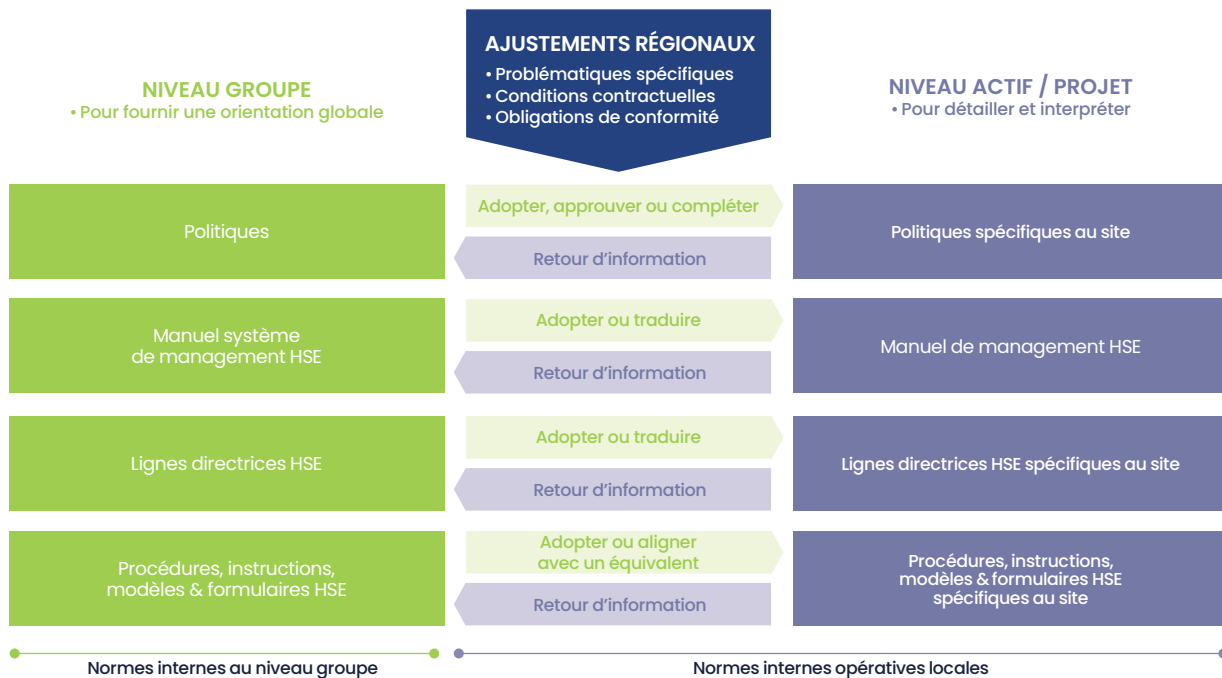 NIVEAU GROUPE
• Pour fournir une orientation globale
AJUSTEMENTS RÉGIONAUX
• Problématiques spécifiques
• Conditions contractuelles
• Obligations de conformité
NIVEAU ACTIF / PROJET
• Pour détailler et interpréter
Politiques
Adopter, approuver ou compléter
Retour d’information
Politiques spécifiques au site
Manuel système
de management HSE
Adopter ou traduire
Retour d’information
Manuel de management HSE
Lignes directrices HSE
Adopter ou traduire
Retour d’information
Lignes directrices HSE spécifiques au site
Procédures, instructions,
modèles & formulaires HSE
Adopter ou aligner
avec un équivalent
Retour d’information
Procédures, instructions,
modèles & formulaires HSE
spécifiques au site
Normes internes au niveau groupe
Normes internes opératives locales